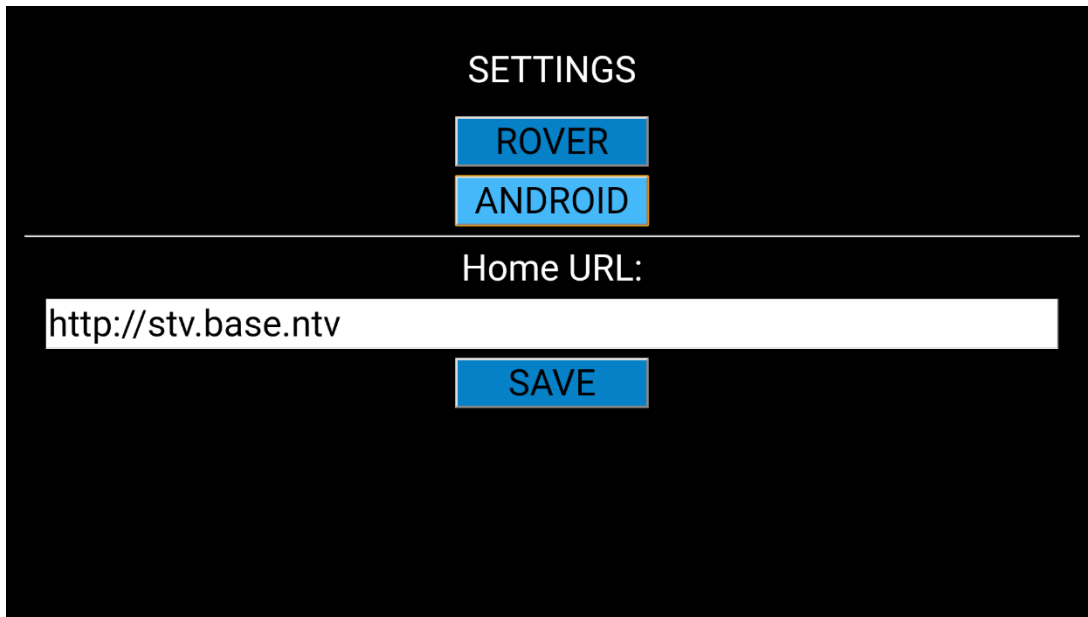 SETTINGS
ROVER
ANDROID
Home URL:
http://stv.base.ntv
SAVE